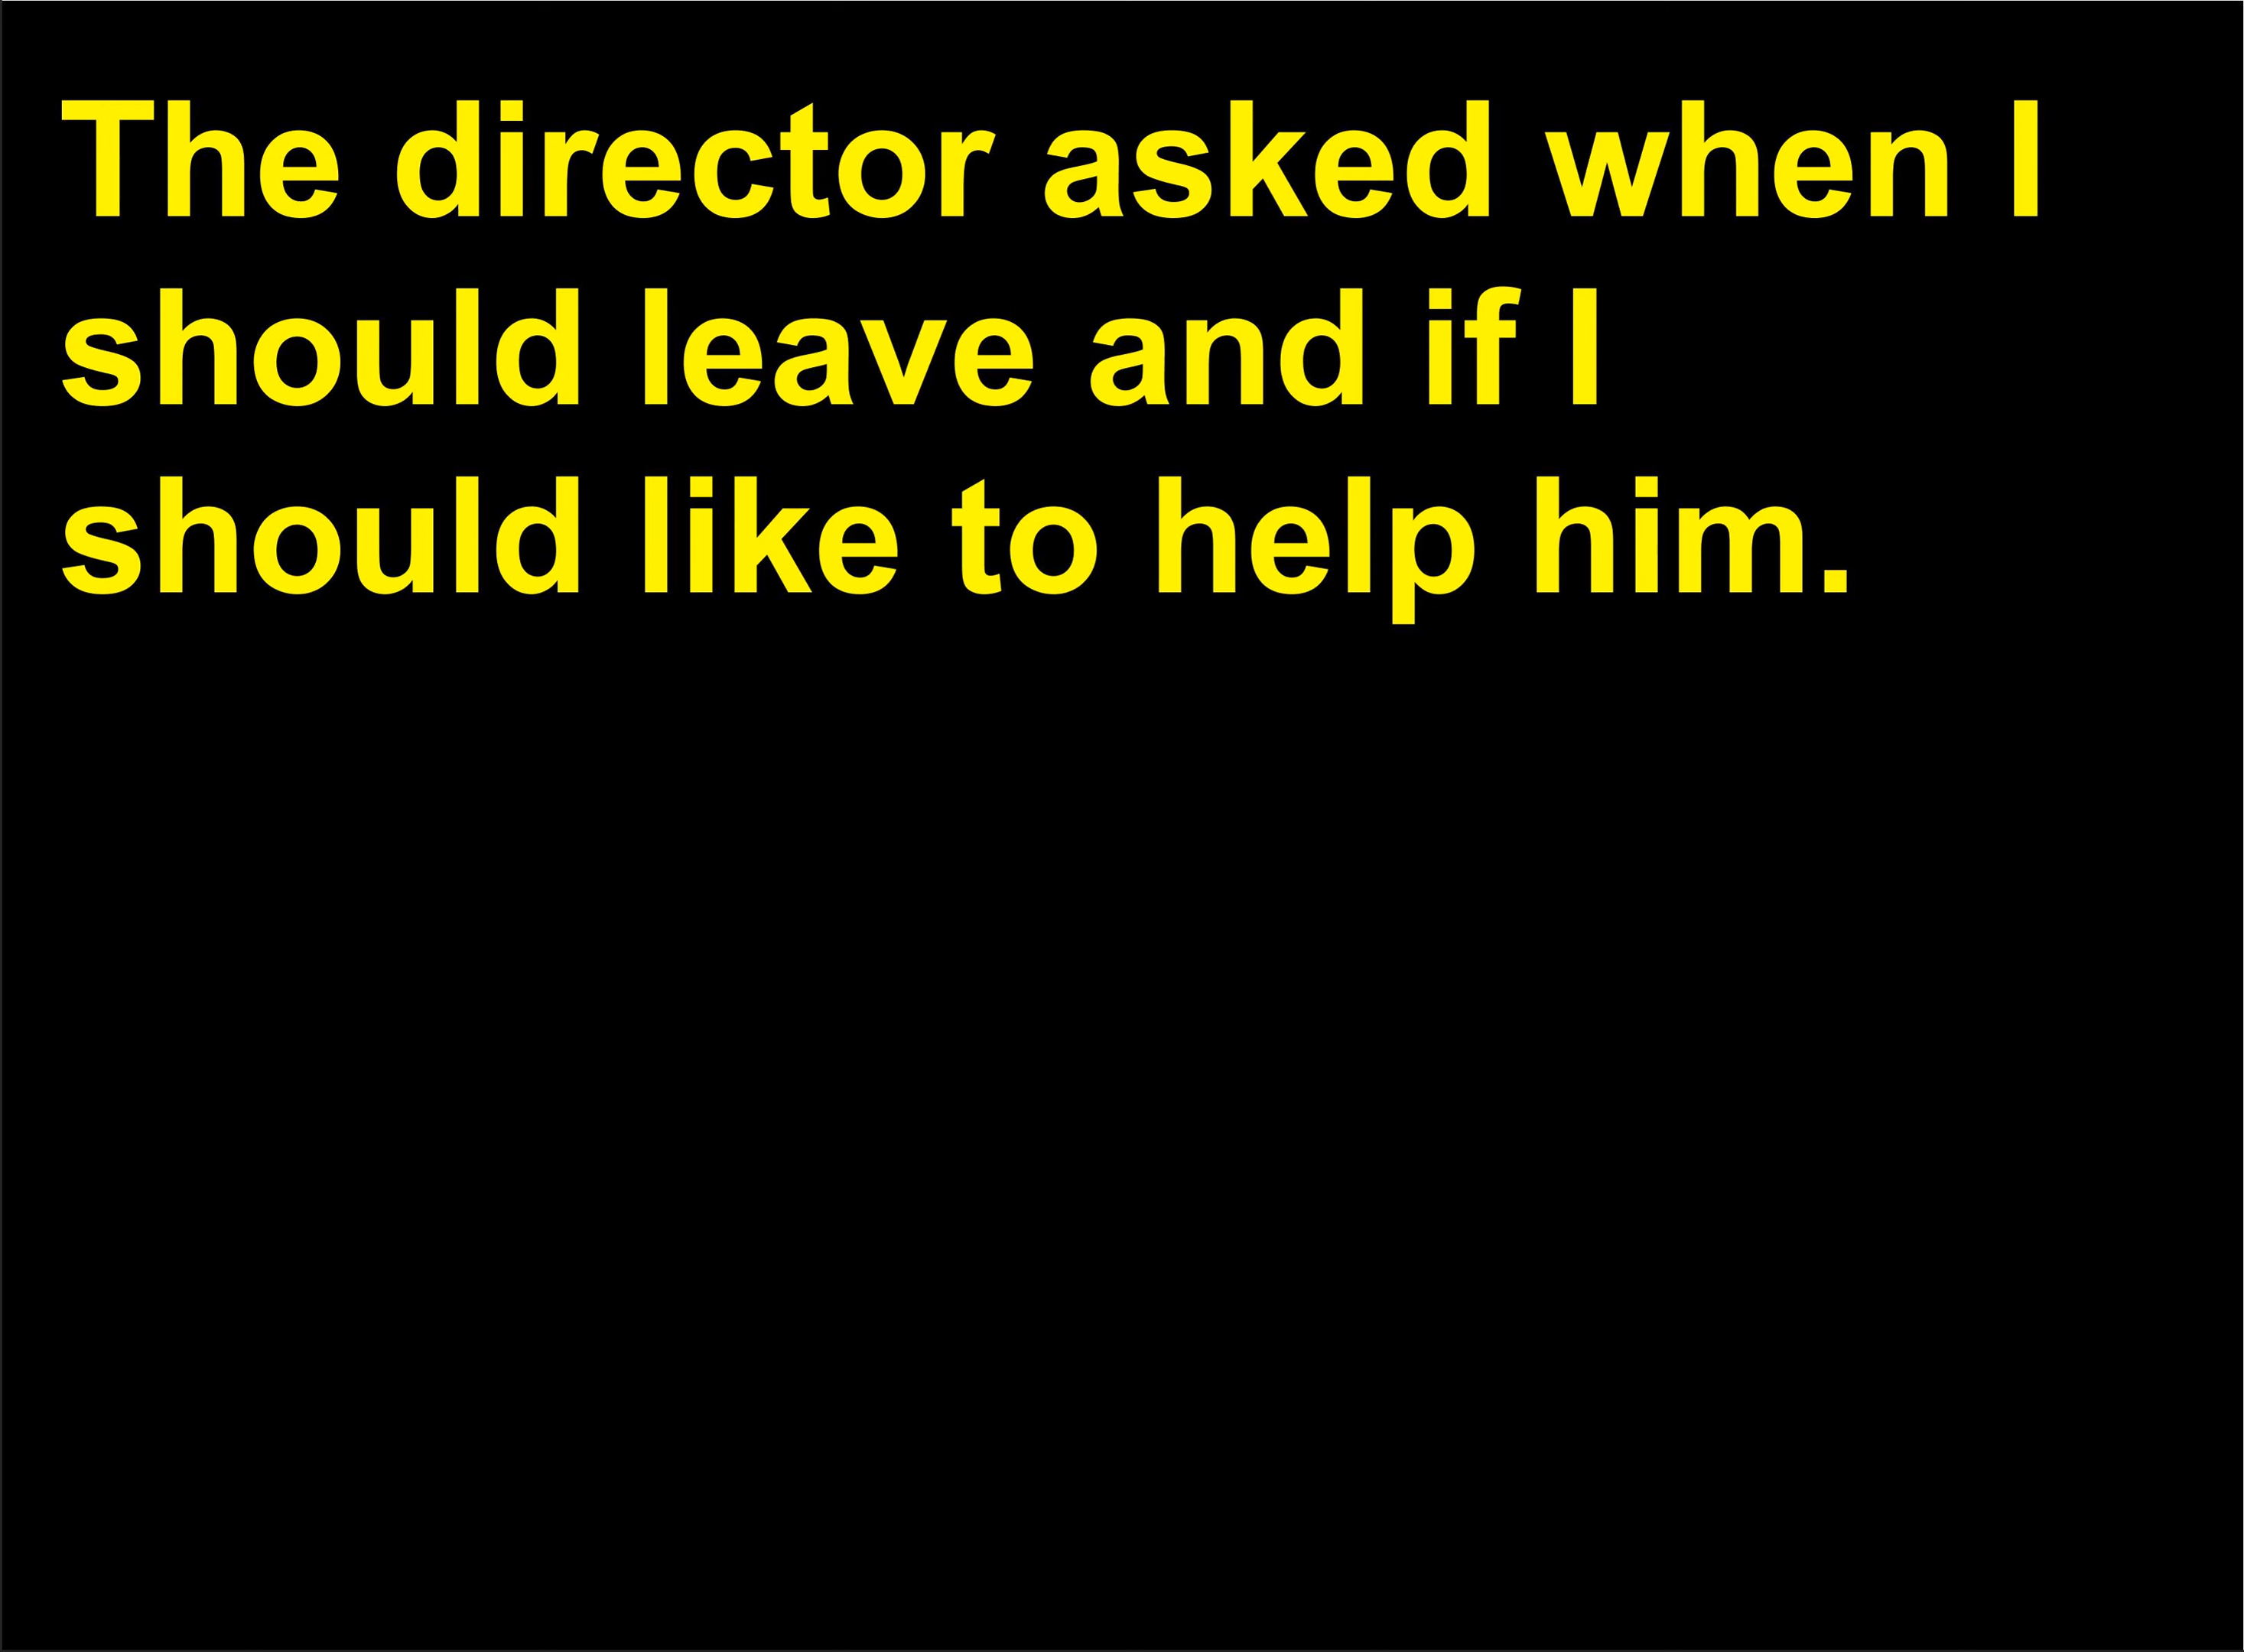 The director asked when I
should leave and if I
should like to help him.